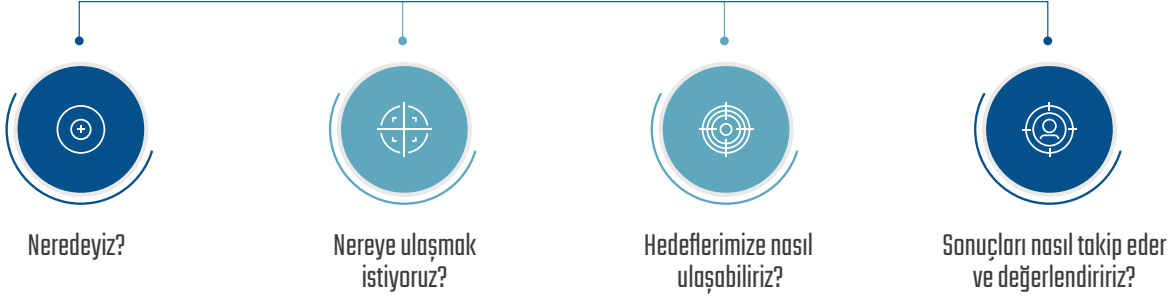 Neredeyiz?
Nereye ulaşmak
istiyoruz?
Hedeflerimize nasıl
ulaşabiliriz?
Sonuçları nasıl takip eder
ve değerlendiririz?